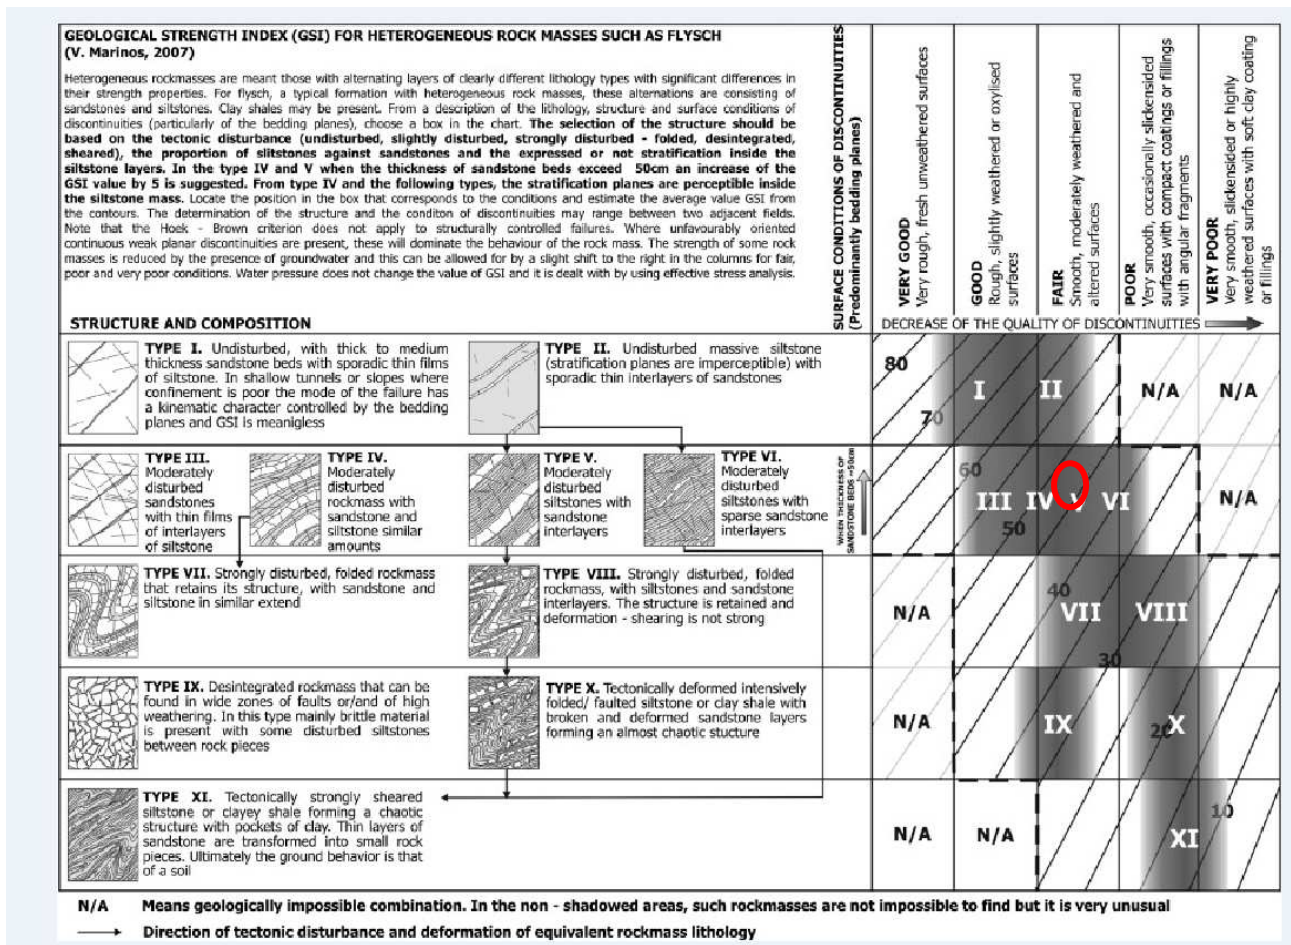 GEOLOGICAL STRENGTH INDEX (GSI) FOR HETEROGENEOUS ROCK MASSES SUCH AS FLYSCH
(V. Marinos, 2007)
Heterogeneous rockmasses are meant those with alternating layers of clearly different lithology types with significant differences in
their strength properties. For flysch, a typical formation with heterogeneous rock masses, these alternations are consisting of
sandstones and siltstones. Clay shales may be present. From a description of the lithology, structure and surface conditions of
discontinuities (particularly of the bedding planes), choose a box in the chart. The selection of the structure should be
based on the tectonic disturbance (undisturbed, slightly disturbed, strongly disturbed - folded, desintegrated,
sheared), the proportion of slitstones against sandstones and the expressed or not stratification inside the
siltstone layers. In the type IV and V when the thickness of sandstone beds exceed 50cm an increase of the
GSI value by 5 is suggested. From type IV and the following types, the stratification planes are perceptible inside
the siltstone mass. Locate the position in the box that corresponds to the conditions and estimate the average value GSI from
the contours. The determination of the structure and the conditon of discontinuities may range between two adjacent fields.
Note that the Hoek - Brown criterion does not apply to structurally controlled failures. Where unfavourably oriented
continuous weak planar discontinuities are present, these will dominate the behaviour of the rock mass. The strength of some rock
masses is reduced by the presence of groundwater and this can be allowed for by a slight shift to the right in the columns for fair,
poor and very poor conditions. Water pressure does not change the value of GSI and it is dealt with by using effective stress analysis.
STRUCTURE AND COMPOSITION
SURFACE CONDITIONS OF DISCONTINUITIES
(Predominantly bedding planes)
VERY GOOD
Very rough, fresh unweathered surfaces
GOOD
Rough, slightly weathered or oxylised
surfaces
FAIR
Smooth, moderately weathered and
altered surfaces
POOR
Very smooth, occasionally slickensided
surfaces with compact coatings or fillings
with angular fragments
VERY POOR
Very smooth, slickensided or highly
weathered surfaces with soft clay coating
or fillings
DECREASE OF THE QUALITY OF DISCONTINUITIES
TYPE I. Undisturbed, with thick to medium
thickness sandstone beds with sporadic thin films
of siltstone. In shallow tunnels or slopes where
confinement is poor the mode of the failure has
a kinematic character controlled by the bedding
planes and GSI is meanigless
TYPE II. Undisturbed massive siltstone
(stratification planes are imperceptible) with
sporadic thin interlayers of sandstones
80
70
I
II
N/A
N/A
TYPE III.
Moderately
disturbed
sandstones
with thin films
of interlayers
of siltstone
TYPE IV.
Moderately
disturbed
rockmass with
sandstone and
siltstone similar
amounts
TYPE V.
Moderately
disturbed
siltstones with
sandstone
interlayers
TYPE VI.
Moderately
disturbed
siltstones with
sparse sandstone
interlayers
WHEN THICKNESS OF
SANDSTONE BEDS >50cm
60
50
III
IV
V
VI
N/A
TYPE VII. Strongly disturbed, folded rockmass
that retains its structure, with sandstone and
siltstone in similar extend
TYPE VIII. Strongly disturbed, folded
rockmass, with siltstones and sandstone
interlayers. The structure is retained and
deformation - shearing is not strong
N/A
40
VII
VIII
30
TYPE IX. Desintegrated rockmass that can be
found in wide zones of faults or/and of high
weathering. In this type mainly brittle material
is present with some disturbed siltstones
between rock pieces
TYPE X. Tectonically deformed intensively
folded/ faulted siltstone or clay shale with
broken and deformed sandstone layers
forming an almost chaotic stucture
N/A
IX
20
X
TYPE XI. Tectonically strongly sheared
siltstone or clayey shale forming a chaotic
structure with pockets of clay. Thin layers of
sandstone are transformed into small rock
pieces. Ultimately the ground behavior is that
of a soil
N/A
N/A
XI
10
N/A Means geologically impossible combination. In the non - shadowed areas, such rockmasses are not impossible to find but it is very unusual
Direction of tectonic disturbance and deformation of equivalent rockmass lithology